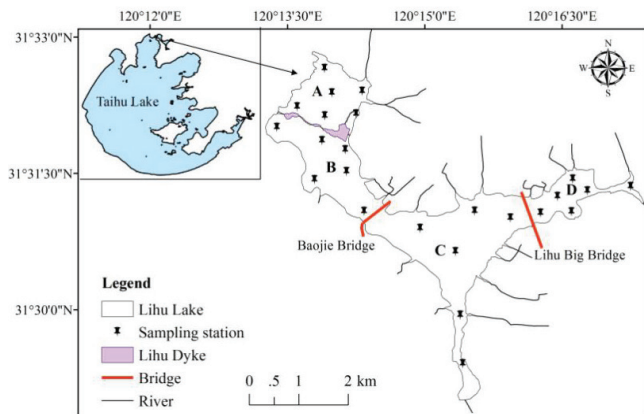 120°12'0"E 120°13'30"E 120°15'0"E 120°16'30"E
31°33'0"N
31°31'30"N
31°30'0"N
Taihu Lake
N
W E
S
A
B
C
D
Baojie Bridge
Lihu Big Bridge
Legend
Lihu Lake
Sampling station
Lihu Dyke
Bridge
River
0 .5 1 2 km